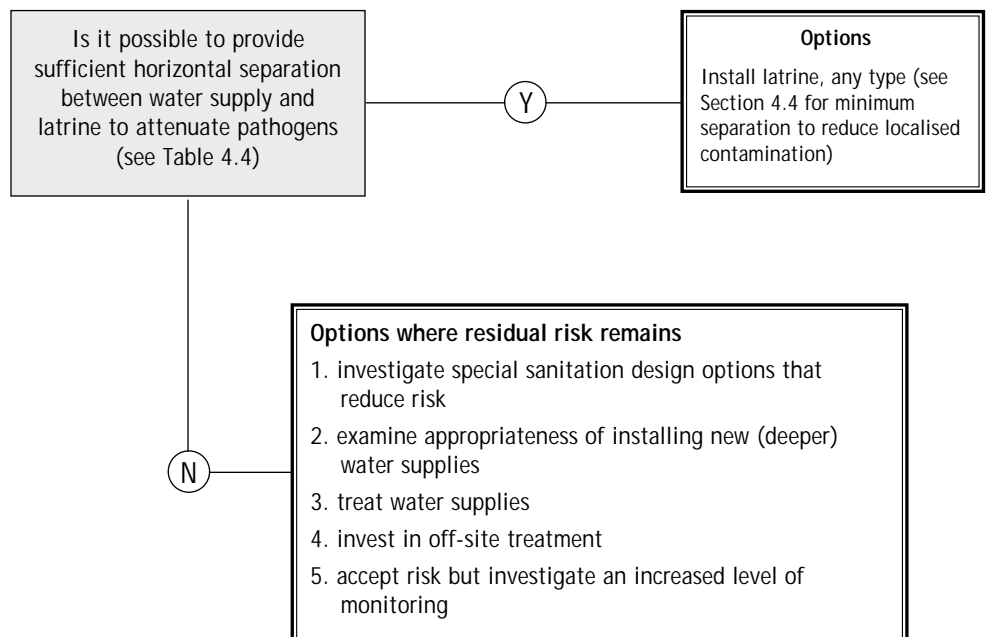 Is it possible to provide
sufficient horizontal separation
between water supply and
latrine to attenuate pathogens
(see Table 4.4)
Y
Options
Install latrine, any type (see
Section 4.4 for minimum
separation to reduce localised
contamination)
N
Options where residual risk remains
1. investigate special sanitation design options that
reduce risk
2. examine appropriateness of installing new (deeper)
water supplies
3. treat water supplies
4. invest in off-site treatment
5. accept risk but investigate an increased level of
monitoring